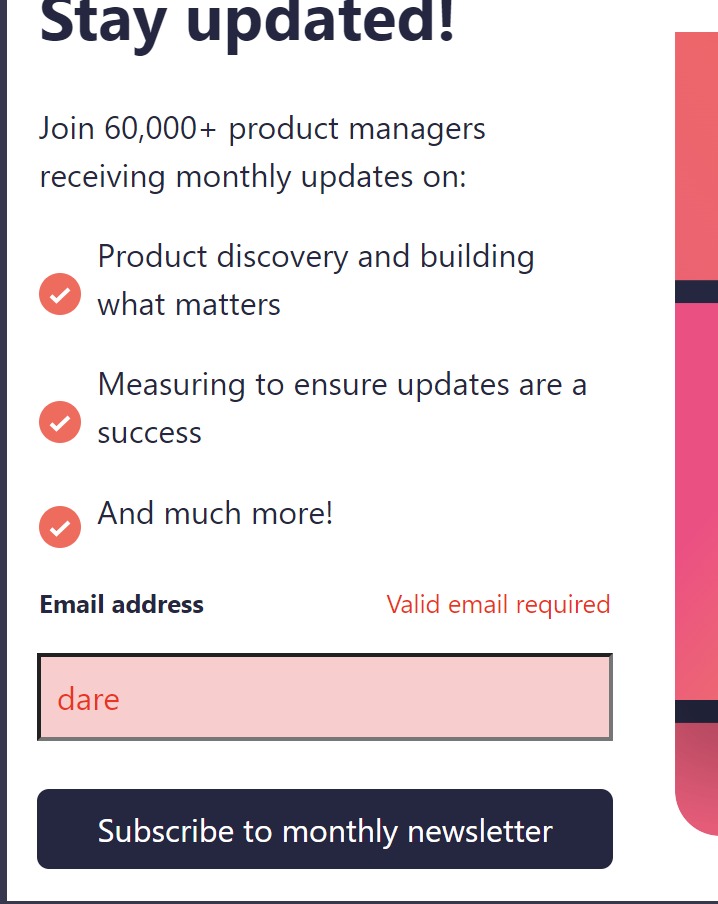 Stay updated!
Join 60,000+ product managers
receiving monthly updates on:
Product discovery and building
what matters
Measuring to ensure updates are a
success
And much more!
Email address
Valid email required
dare
Subscribe to monthly newsletter